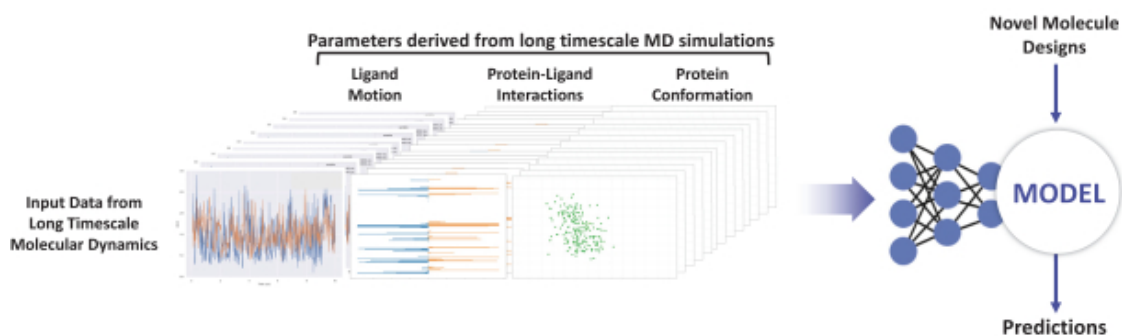 Parameters derived from long timescale MD simulations
Ligand
Motion
Protein-Ligand
Interactions
Protein
Conformation
Novel Molecule
Designs
Input Data from
Long Timescale
Molecular Dynamics
MODEL
Predictions